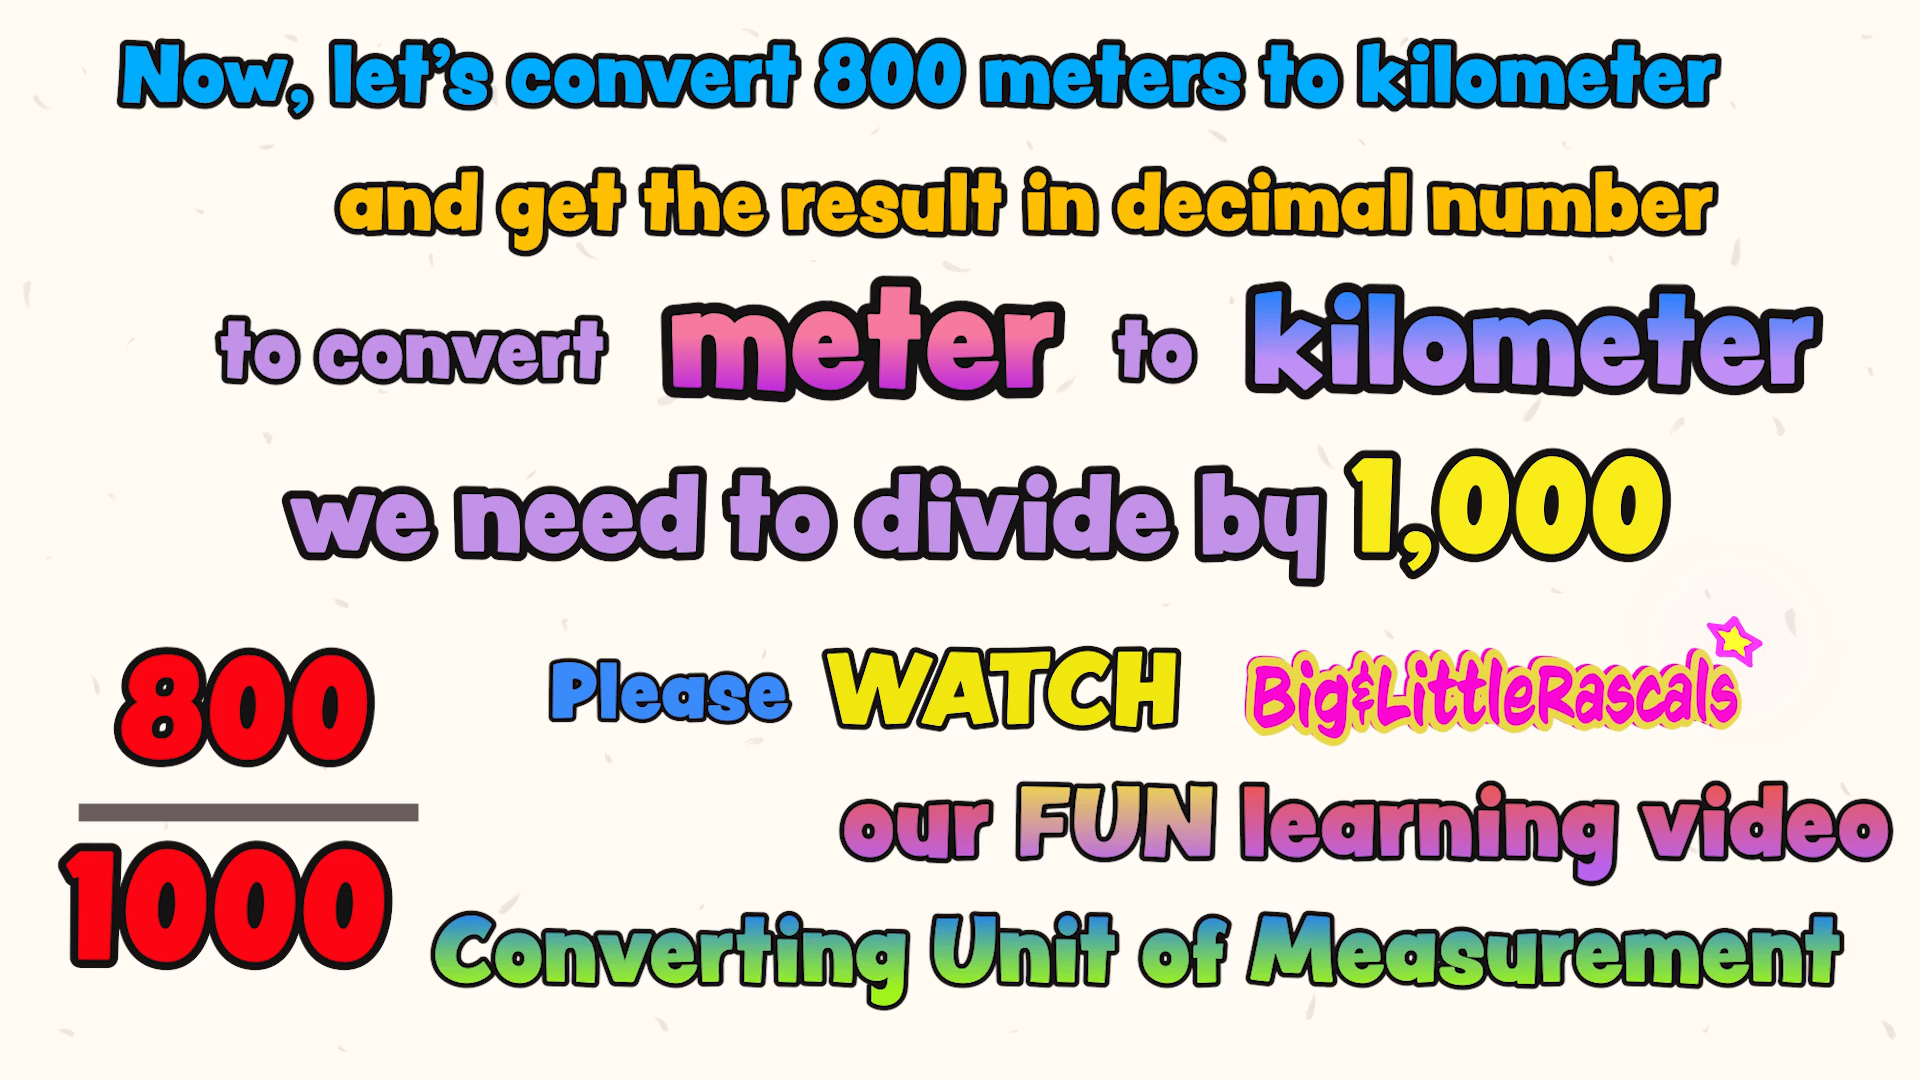 Now, let's convert 800 meters to kilometer
and get the result in decimal number
to convert meter to kilometer
we need to divide by 1,000
800
1000
Please WATCH Big&LittleRascals
our FUN learning video
Converting Unit of Measurement